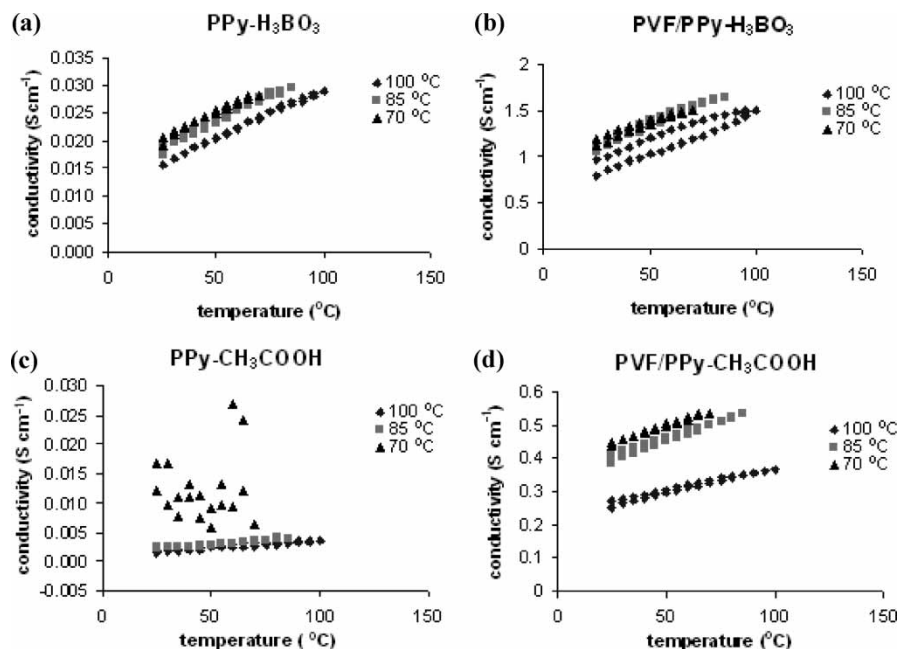 (a)
PPy-H₃BO₃
conductivity (Scm⁻¹)
0.035
0.030
0.025
0.020
0.015
0.010
0.005
0.000
0
50
100
150
temperature (°C)
100 °C
85 °C
70 °C
(b)
PVF/PPy-H₃BO₃
conductivity (Scm⁻¹)
2
1.5
1
0.5
0
0
50
100
150
temperature (°C)
100 °C
85 °C
70 °C
(c)
PPy-CH₃COOH
conductivity (S cm⁻¹)
0.030
0.025
0.020
0.015
0.010
0.005
0.000
-0.005
0
50
100
150
temperature ( °C)
100 °C
85 °C
70 °C
(d)
PVF/PPy-CH₃COOH
conductivity (S cm⁻¹)
0.6
0.5
0.4
0.3
0.2
0.1
0
0
50
100
150
temperature (°C)
100 °C
85 °C
70 °C